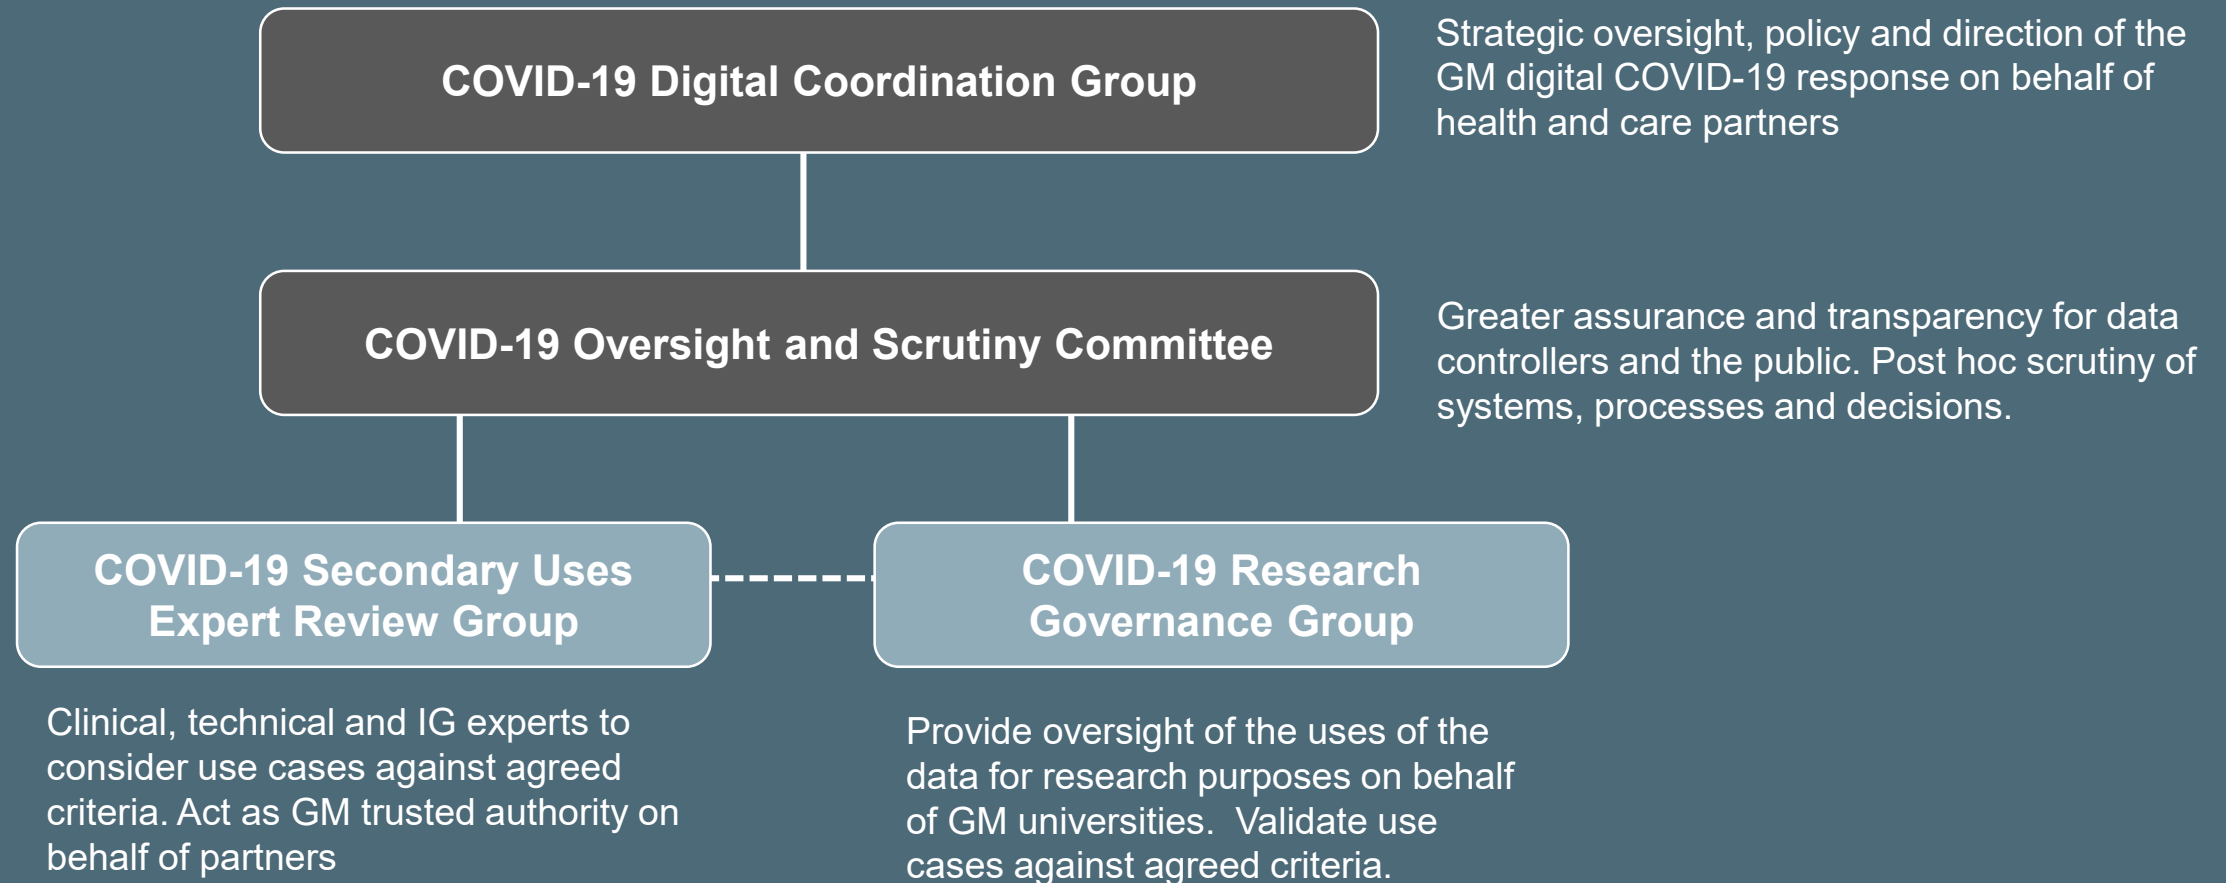 COVID-19 Digital Coordination Group
Strategic oversight, policy and direction of the
GM digital COVID-19 response on behalf of
health and care partners
COVID-19 Oversight and Scrutiny Committee
Greater assurance and transparency for data
controllers and the public. Post hoc scrutiny of
systems, processes and decisions.
COVID-19 Secondary Uses
Expert Review Group
Clinical, technical and IG experts to
consider use cases against agreed
criteria. Act as GM trusted authority on
behalf of partners
COVID-19 Research
Governance Group
Provide oversight of the uses of the
data for research purposes on behalf
of GM universities.  Validate use
cases against agreed criteria.